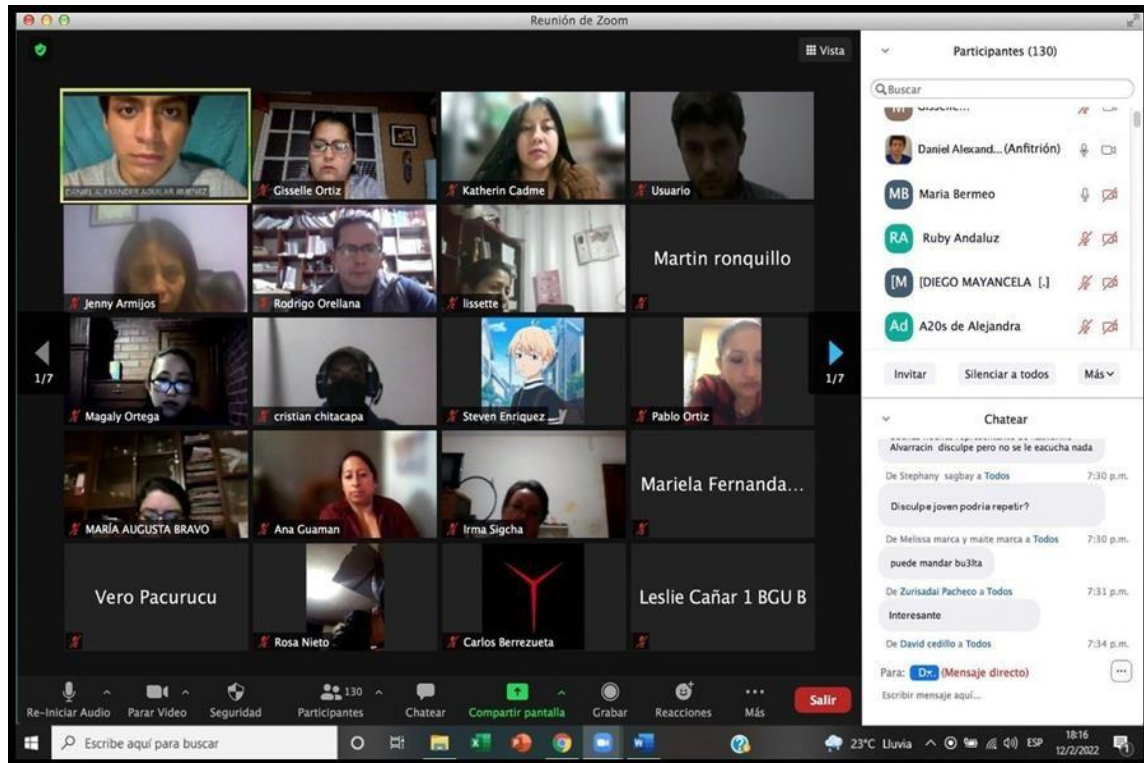 Reunión de Zoom
Vista
DANIEL ALEXANDER AGUILAR JIMENEZ
Gisselle Ortiz
Katherin Cadme
Usuario
Jenny Armijos
Rodrigo Orellana
lissette
Martin ronquillo
1/7
1/7
Magaly Ortega
cristian chitacapa
Steven Enriquez
Pablo Ortiz
MARÍA AUGUSTA BRAVO
Ana Guaman
Irma Sigcha
Mariela Fernanda...
Vero Pacurucu
Rosa Nieto
Carlos Berrezueta
Leslie Cañar 1 BGU B
Re-Iniciar Audio
Parar Video
Seguridad
130
Participantes
Chatear
Compartir pantalla
Grabar
Reacciones
Más
Salir
Participantes (130)
Buscar
Daniel Alexand... (Anfitrión)
MB Maria Bermeo
RA Ruby Andaluz
[M [DIEGO MAYANCELA [.]
Ad A20s de Alejandra
Invitar
Silenciar a todos
Más
Chatear
Alvarracin disculpe pero no se le eacucha nada
De Stephany sagbay a Todos 7:30 p.m.
Disculpe joven podria repetir?
De Melissa marca y maite marca a Todos 7:30 p.m.
puede mandar bu3lta
De Zurisadai Pacheco a Todos 7:31 p.m.
Interesante
De David cedillo a Todos 7:34 p.m.
Para: (Mensaje directo)
Escribir mensaje aquí...
Escribe aquí para buscar
23°C Lluvia
ESP
18:16
12/2/2022